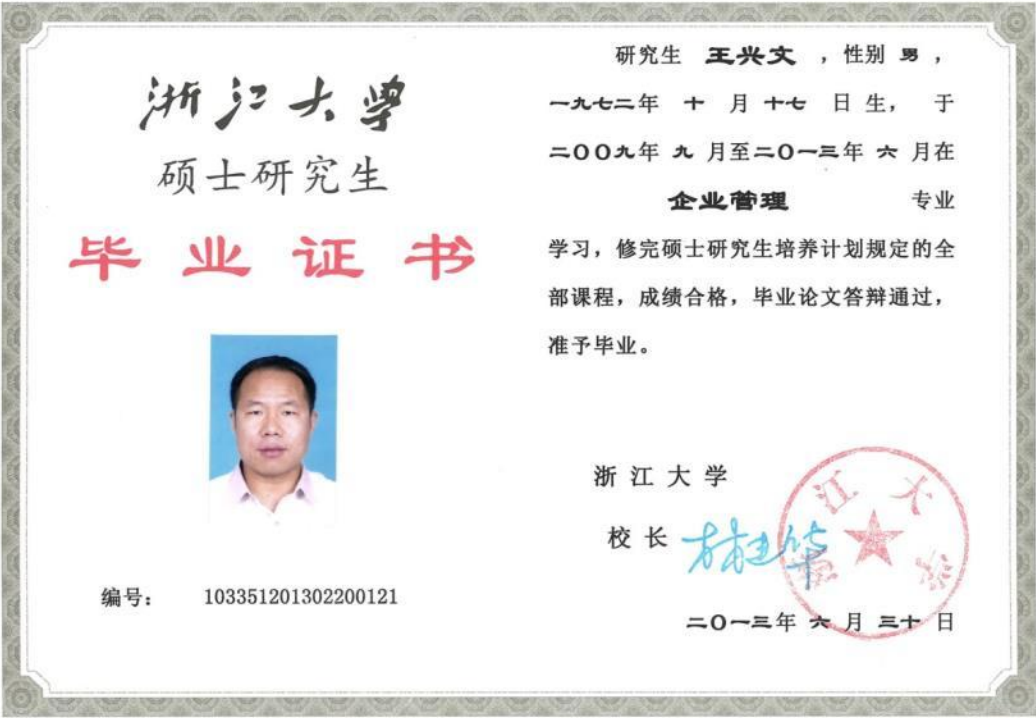 浙江大学
硕士研究生
毕业证书
编号: 103351201302200121
研究生 王兴文 ,性别 男 ,
一九七二年 十 月 十七 日生, 于
二OO九年 九 月至二O一三年 六 月在
企业管理 专业
学习,修完硕士研究生培养计划规定的全
部课程,成绩合格,毕业论文答辩通过,
准予毕业。
浙江大学
校长
二O一三年 六 月 三十 日
浙江大学